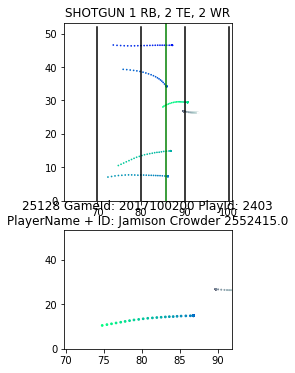 SHOTGUN 1 RB, 2 TE, 2 WR
50
40
30
20
10
0
70 80 90 100
25128 GameId: 2017100200 PlayId: 2403
PlayerName + ID: Jamison Crowder 2552415.0
40
20
0
70 75 80 85 90